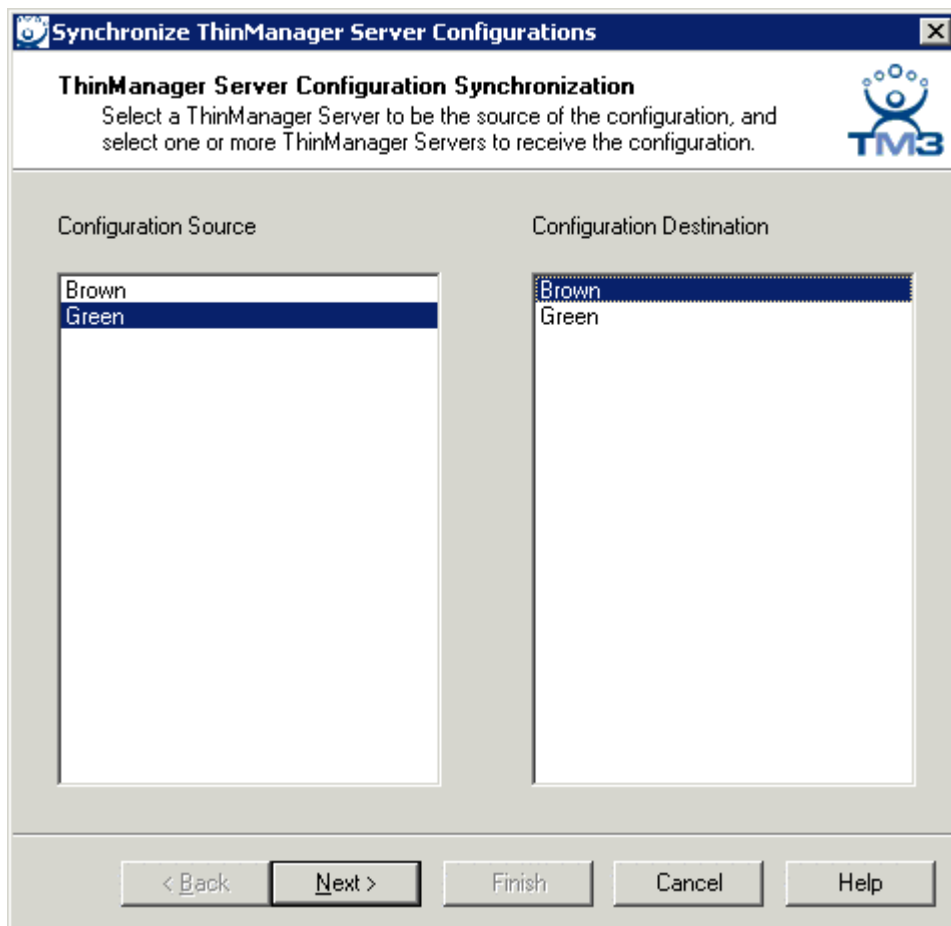 Synchronize ThinManager Server Configurations
ThinManager Server Configuration Synchronization
Select a ThinManager Server to be the source of the configuration, and
select one or more ThinManager Servers to receive the configuration.
TM3
Configuration Source
Configuration Destination
Brown
Green
Brown
Green
< Back
Next >
Finish
Cancel
Help